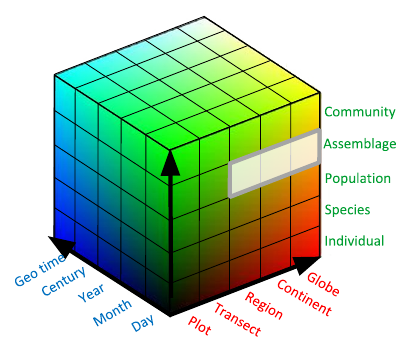 Community
Assemblage
Population
Species
Individual
Geo time
Century
Year
Month
Day
Plot
Transect
Region
Continent
Globe